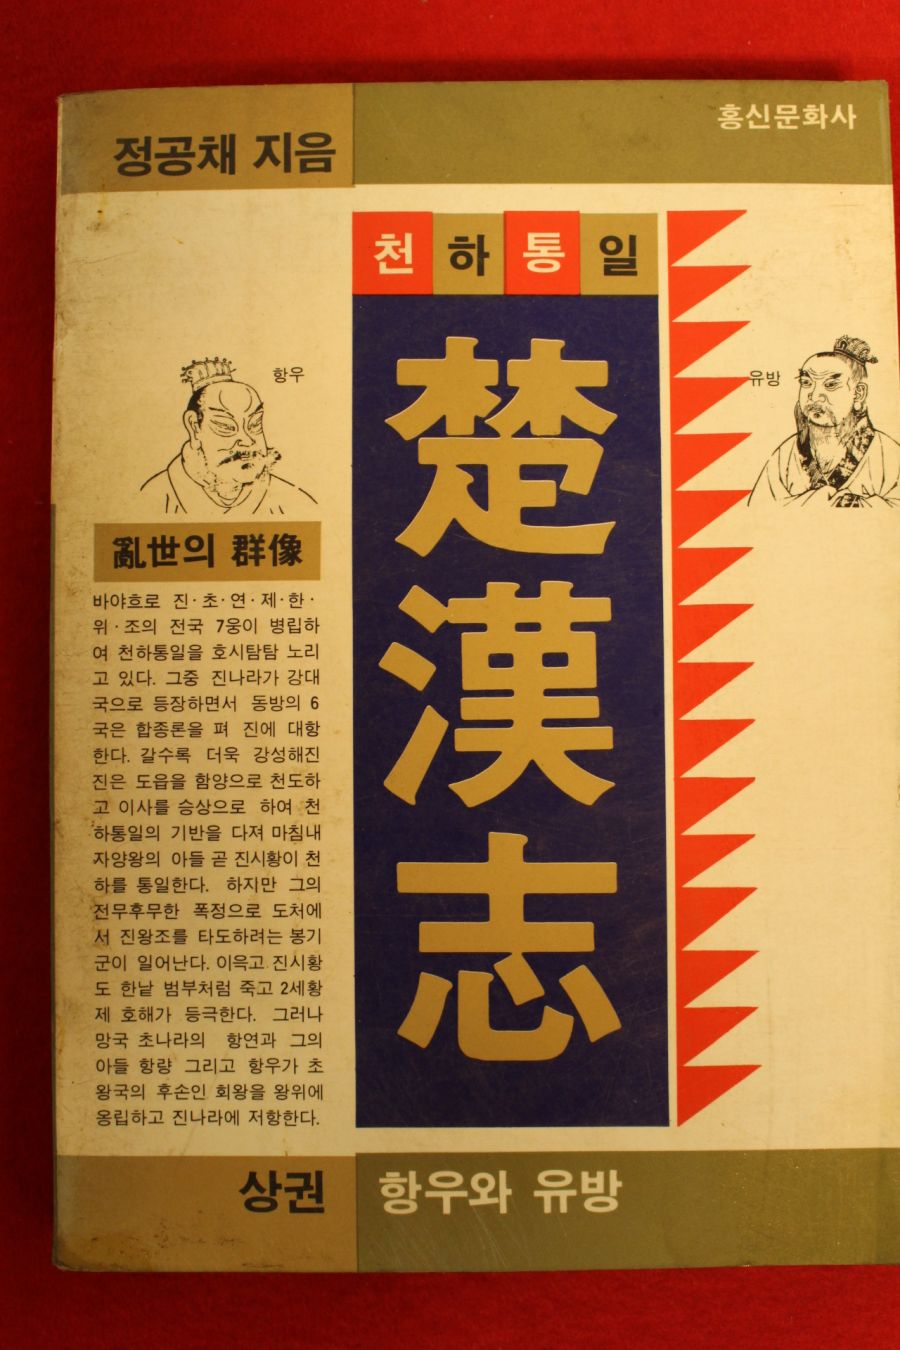 정공채 지음
홍신문화사
천하통일
楚漢志
항우
유방
亂世의 群像
바야흐로 진·초·연·제·한·
위·조의 전국 7웅이 병립하
여 천하통일을 호시탐탐 노리
고 있다. 그중 진나라가 강대
국으로 등장하면서 동방의 6
국은 합종론을 펴 진에 대항
한다. 갈수록 더욱 강성해진
진은 도읍을 함양으로 천도하
고 이사를 승상으로 하여 천
하통일의 기반을 다져 마침내
자양왕의 아들 곧 진시황이 천
하를 통일한다. 하지만 그의
전무후무한 폭정으로 도처에
서 진왕조를 타도하려는 봉기
군이 일어난다. 이윽고 진시황
도 한낱 범부처럼 죽고 2세황
제 호해가 등극한다. 그러나
망국 초나라의 항연과 그의
아들 항량 그리고 항우가 초
왕국의 후손인 회왕을 왕위에
옹립하고 진나라에 저항한다.
상권
항우와 유방